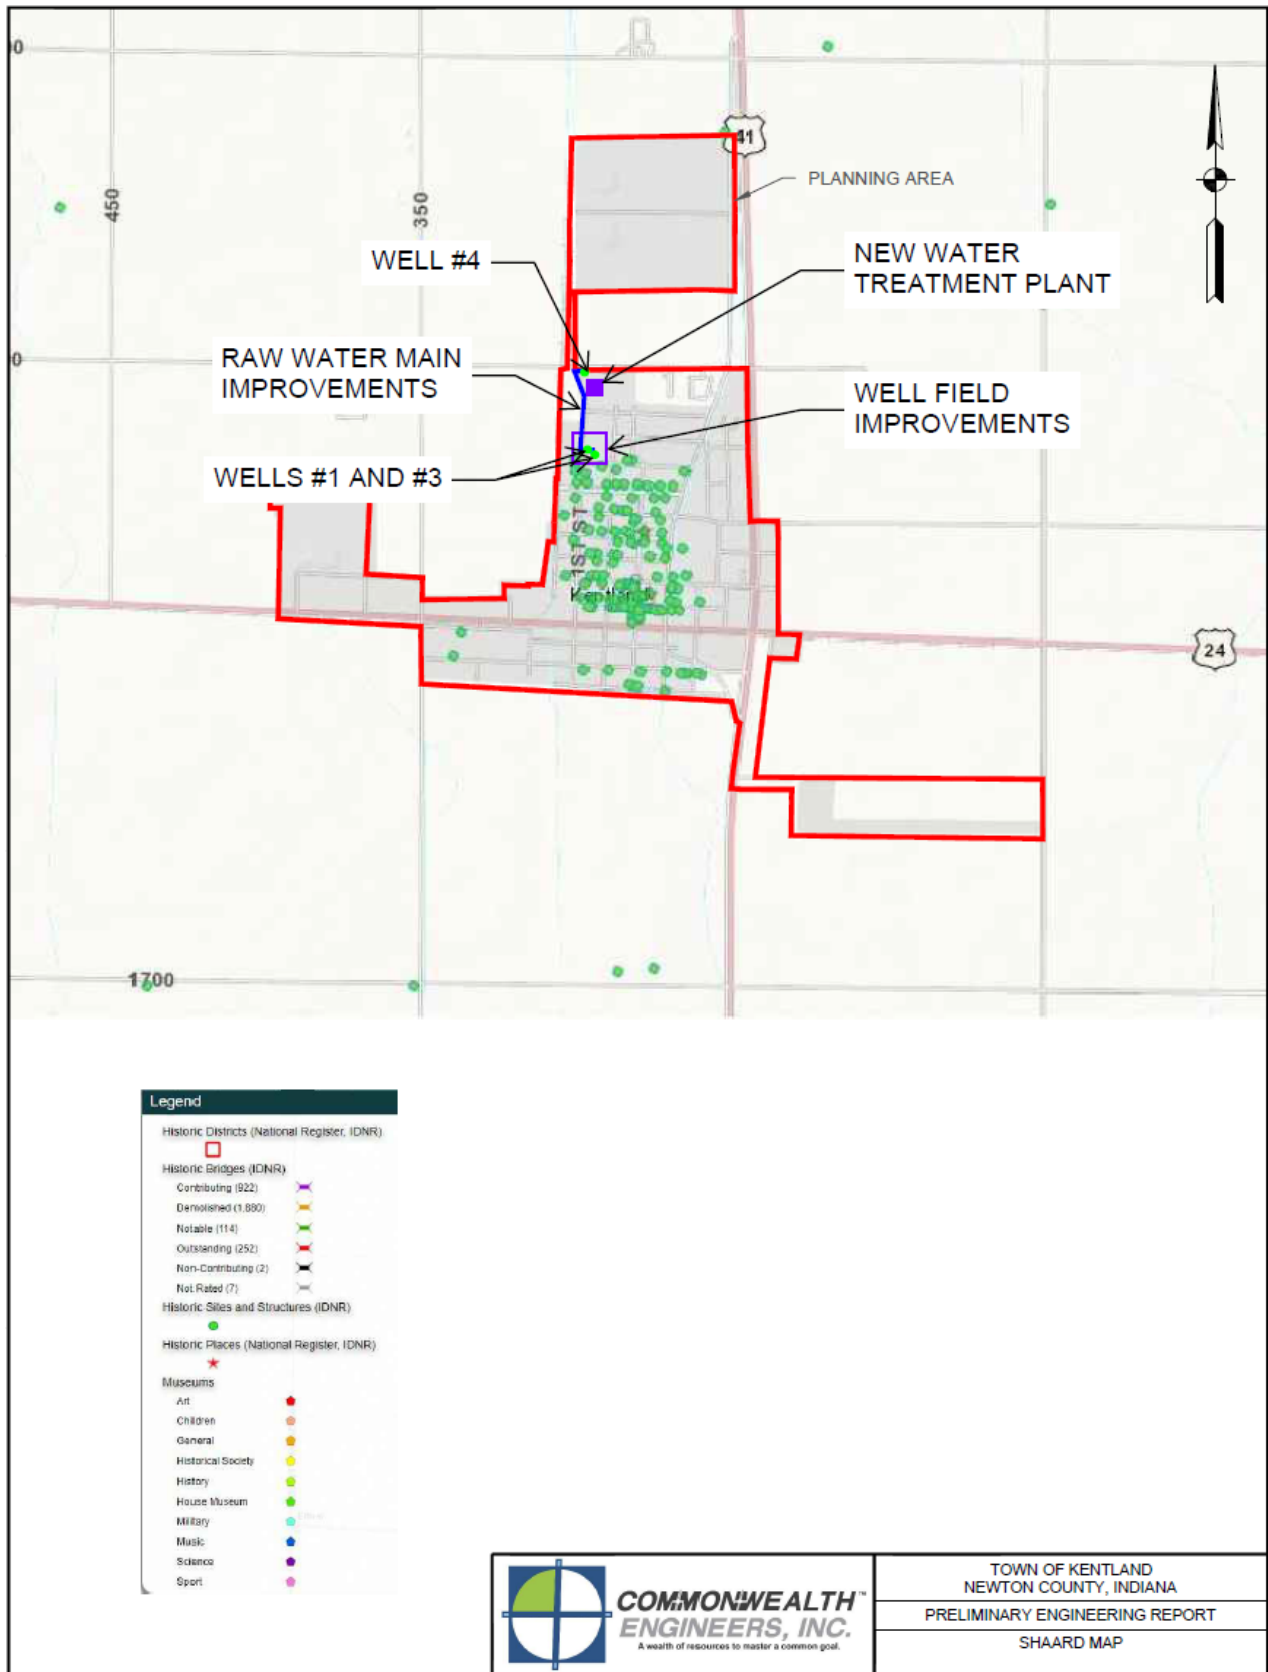 41
PLANNING AREA
450
350
WELL #4
NEW WATER
TREATMENT PLANT
RAW WATER MAIN
IMPROVEMENTS
WELL FIELD
IMPROVEMENTS
WELLS #1 AND #3
1ST ST
Kentland
24
1700
Legend
Historic Districts (National Register, IDNR)
Historic Bridges (IDNR)
Contributing (922)
Demolished (1,880)
Notable (114)
Outstanding (252)
Non-Contributing (2)
Not Rated (7)
Historic Sites and Structures (IDNR)
Historic Places (National Register, IDNR)
Museums
Art
Children
General
Historical Society
History
House Museum
Military
Music
Science
Sport
COMMONWEALTH™
ENGINEERS, INC.
A wealth of resources to master a common goal.
TOWN OF KENTLAND
NEWTON COUNTY, INDIANA
PRELIMINARY ENGINEERING REPORT
SHAARD MAP